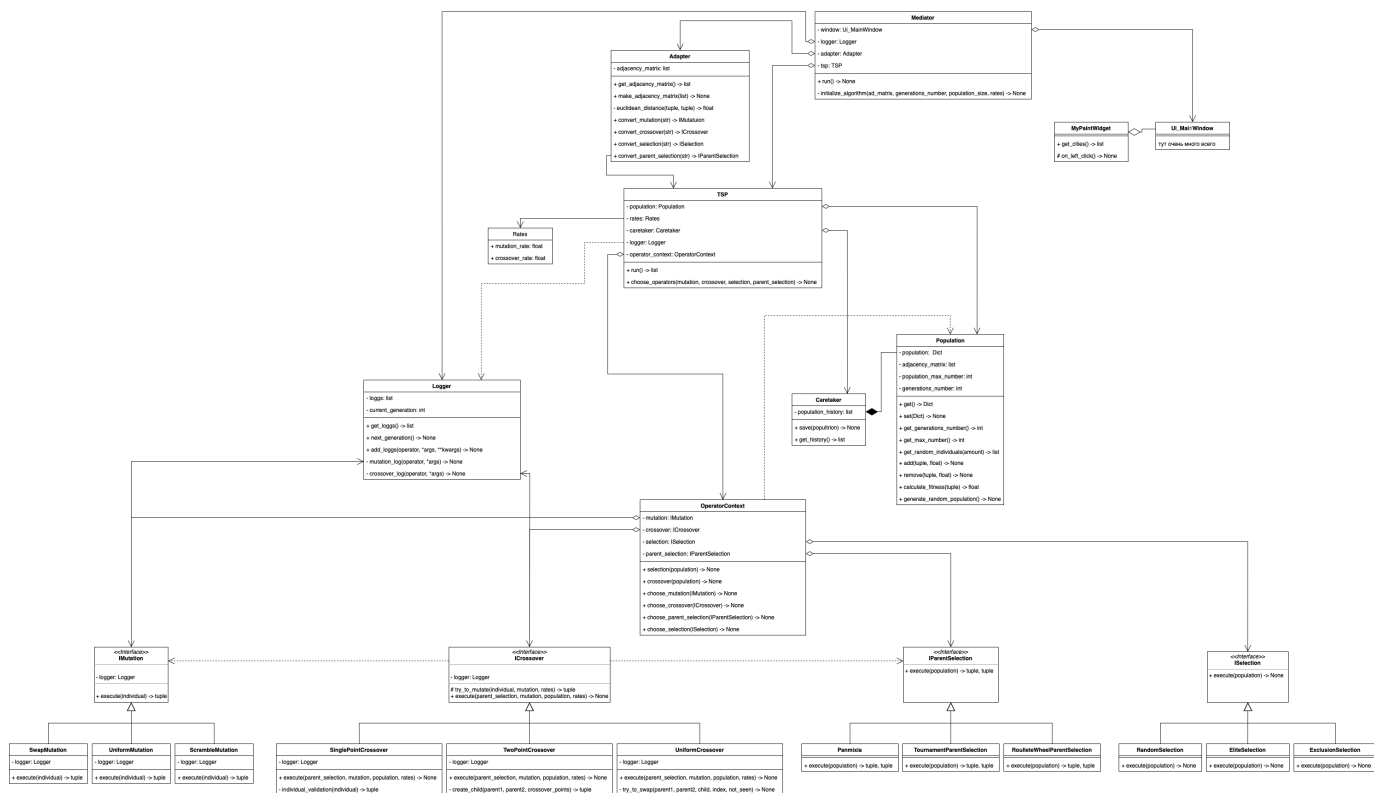 Mediator
- window: Ui_MainWindow
- logger: Logger
- adapter: Adapter
- tsp: TSP
+ run() -> None
- initialize_algorithm(ad_matrix, generations_number, population_size, rates) -> None
Adapter
- adjacency_matrix: list
+ get_adjacency_matrix() -> list
+ make_adjacency_matrix(list) -> None
- euclidean_distance(tuple, tuple) -> float
+ convert_mutation(str) -> IMutatuion
+ convert_crossover(str) -> ICrossover
+ convert_selection(str) -> ISelection
+ convert_parent_selection(str) -> IParentSelection
MyPaintWidget
+ get_cities() -> list
# on_left_click() -> None
Ui_MainWindow
тут очень много всего
TSP
- population: Population
- rates: Rates
- caretaker: Caretaker
- logger: Logger
- operator_context: OperatorContext
+ run() -> list
+ choose_operators(mutation, crossover, selection, parent_selection) -> None
Rates
+ mutation_rate: float
+ crossover_rate: float
Population
- population: Dict
- adjacency_matrix: list
- population_max_number: int
- generations_number: int
+ get() -> Dict
+ set(Dict) -> None
+ get_generations_number() -> int
+ get_max_number() -> int
+ get_random_individuals(amount) -> list
+ add(tuple, float) -> None
+ remove(tuple, float) -> None
+ calculate_fitness(tuple) -> float
+ generate_random_population() -> None
Caretaker
- population_history: list
+ save(popultrion) -> None
+ get_history() -> list
Logger
- loggs: list
- current_generation: int
+ get_loggs() -> list
+ next_generation() -> None
+ add_loggs(operator, *args, **kwargs) -> None
- mutation_log(operator, *args) -> None
- crossover_log(operator, *args) -> None
OperatorContext
- mutation: IMutation
- crossover: ICrossover
- selection: ISelection
- parent_selection: IParentSelection
+ selection(population) -> None
+ crossover(population) -> None
+ choose_mutation(IMutation) -> None
+ choose_crossover(ICrossover) -> None
+ choose_parent_selection(IParentSelection) -> None
+ choose_selection(ISelection) -> None
<<Interface>>
IMutation
- logger: Logger
+ execute(individual) -> tuple
<<Interface>>
ICrossover
- logger: Logger
# try_to_mutate(individual, mutation, rates) -> tuple
+ execute(parent_selection, mutation, population, rates) -> None
<<Interface>>
IParentSelection
+ execute(population) -> tuple, tuple
<<Interface>>
ISelection
+ execute(population) -> None
SwapMutation
- logger: Logger
+ execute(individual) -> tuple
UniformMutation
- logger: Logger
+ execute(individual) -> tuple
ScrambleMutation
- logger: Logger
+ execute(individual) -> tuple
SinglePointCrossover
- logger: Logger
+ execute(parent_selection, mutation, population, rates) -> None
- individual_validation(individual) -> tuple
TwoPointCrossover
- logger: Logger
+ execute(parent_selection, mutation, population, rates) -> None
- create_child(parent1, parent2, crossover_points) -> tuple
UniformCrossover
- logger: Logger
+ execute(parent_selection, mutation, population, rates) -> None
- try_to_swap(parent1, parent2, child, index, not_seen) -> None
Panmixia
+ execute(population) -> tuple, tuple
TournamentParentSelection
+ execute(population) -> tuple, tuple
RoulleteWheelParentSelection
+ execute(population) -> tuple, tuple
RandomSelection
+ execute(population) -> None
EliteSelection
+ execute(population) -> None
ExclusionSelection
+ execute(population) -> None